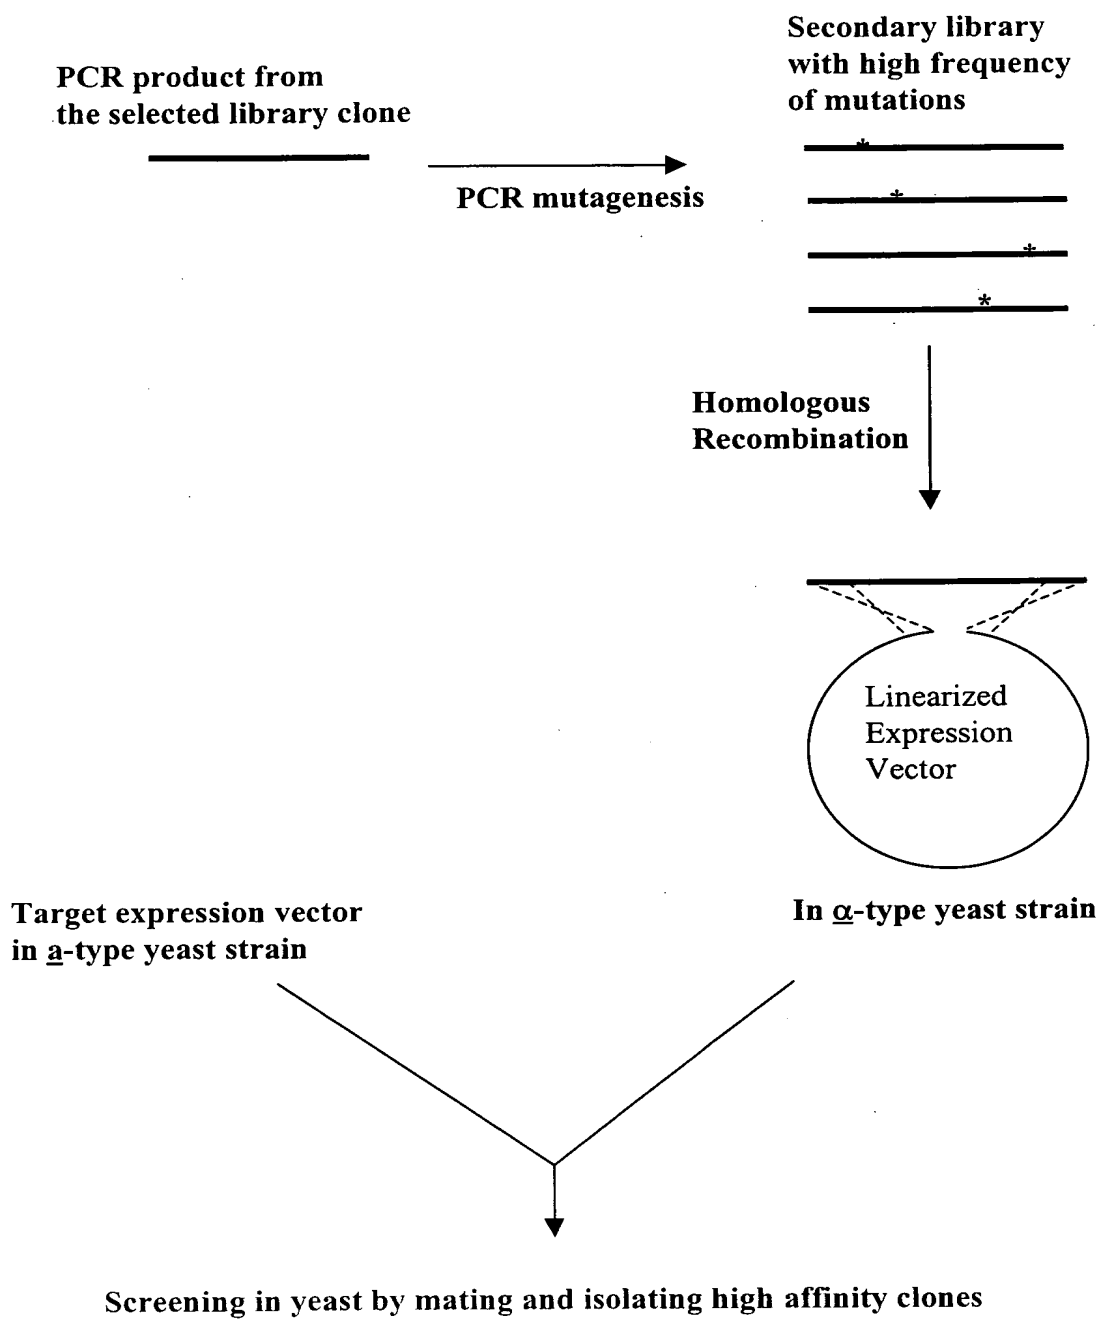 PCR product from
the selected library clone
PCR mutagenesis
Secondary library
with high frequency
of mutations
*
*
*
*
Homologous
Recombination
Linearized
Expression
Vector
In α-type yeast strain
Target expression vector
in a-type yeast strain
Screening in yeast by mating and isolating high affinity clones